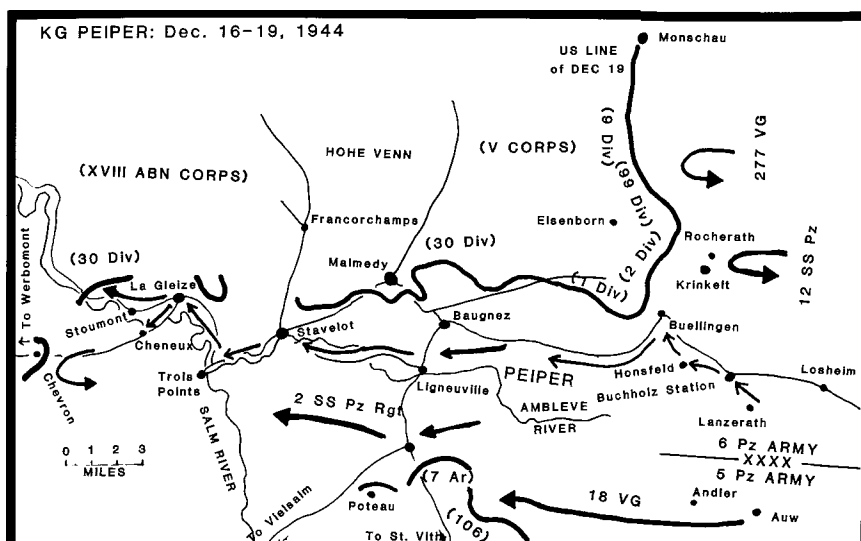 KG PEIPER: Dec. 16-19, 1944
Monschau
US LINE
of DEC 19
(9 Div)
277 VG
HOHE VENN
(V CORPS)
(XVIII ABN CORPS)
(99 Div)
Francorchamps
Elsenborn
Rocherath
(30 Div)
(30 Div)
Malmedy
(2 Div)
Krinkelt
12 SS Pz
La Gleize
(1 Div)
To Werbomont
Stoumont
Stavelot
Baugnez
Buellingen
Cheneux
Chevron
Trois
Points
Ligneuville
PEIPER
Honsfeld
Losheim
Buchholz Station
2 SS Pz Rgt
AMBLEVE
RIVER
Lanzerath
SALM RIVER
6 Pz ARMY
XXXX
5 Pz ARMY
0 1 2 3
MILES
(7 Ar)
18 VG
Andler
Auw
Poteau
To Vielsalm
To St. Vith
(106)